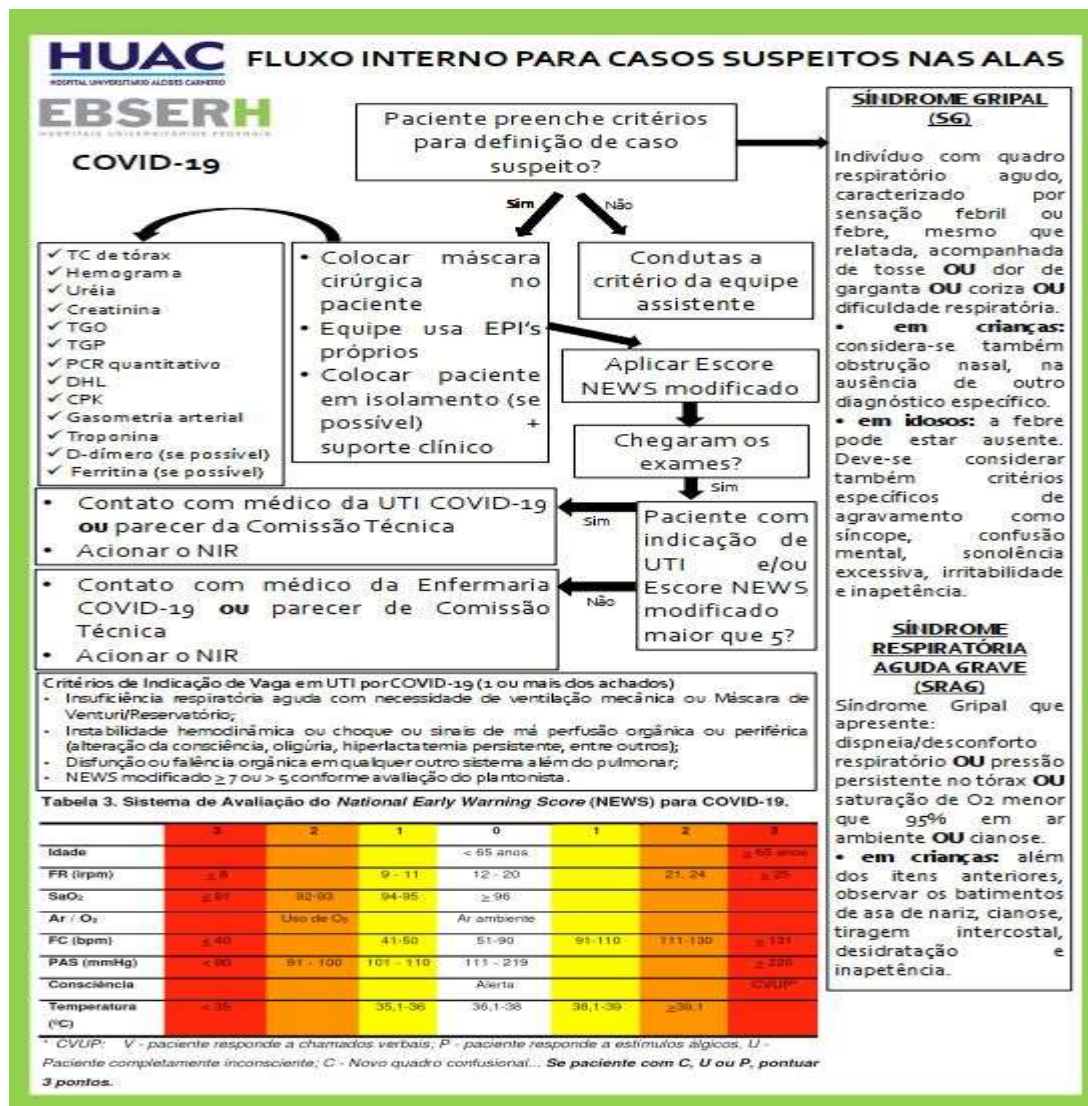 HUAC
HOSPITAL UNIVERSITÁRIO ALCIDES CARNEIRO
FLUXO INTERNO PARA CASOS SUSPEITOS NAS ALAS
EBSERH
HOSPITAIS UNIVERSITÁRIOS FEDERAIS
COVID-19
Paciente preenche critérios
para definição de caso
suspeito?
Sim
Não
✓ TC de tórax
✓ Hemograma
✓ Uréia
✓ Creatinina
✓ TGO
✓ TGP
✓ PCR quantitativo
✓ DHL
✓ CPK
✓ Gasometria arterial
✓ Troponina
✓ D-dímero (se possível)
✓ Ferritina (se possível)
• Colocar máscara
cirúrgica no
paciente
• Equipe usa EPI's
próprios
• Colocar paciente
em isolamento (se
possível) +
suporte clínico
Condutas a
critério da equipe
assistente
Aplicar Escore
NEWS modificado
Chegaram os
exames?
Sim
Paciente com
indicação de
UTI e/ou
Escore NEWS
modificado
maior que 5?
Sim
• Contato com médico da UTI COVID-19
ou parecer da Comissão Técnica
• Acionar o NIR
Não
• Contato com médico da Enfermaria
COVID-19 ou parecer de Comissão
Técnica
• Acionar o NIR
SÍNDROME GRIPAL
(SG)
Indivíduo com quadro
respiratório agudo,
caracterizado por
sensação febril ou
febre, mesmo que
relatada, acompanhada
de tosse OU dor de
garganta OU coriza OU
dificuldade respiratória.
• em crianças:
considera-se também
obstrução nasal, na
ausência de outro
diagnóstico específico.
• em idosos: a febre
pode estar ausente.
Deve-se considerar
também critérios
específicos de
agravamento como
síncope, confusão
mental, sonolência
excessiva, irritabilidade
e inapetência.
SÍNDROME
RESPIRATÓRIA
AGUDA GRAVE
(SRAG)
Síndrome Gripal que
apresente:
dispneia/desconforto
respiratório OU pressão
persistente no tórax OU
saturação de O2 menor
que 95% em ar
ambiente OU cianose.
• em crianças: além
dos itens anteriores,
observar os batimentos
de asa de nariz, cianose,
tiragem intercostal,
desidratação e
inapetência.
Critérios de Indicação de Vaga em UTI por COVID-19 (1 ou mais dos achados)
- Insuficiência respiratória aguda com necessidade de ventilação mecânica ou Máscara de
Venturi/Reservatório;
- Instabilidade hemodinâmica ou choque ou sinais de má perfusão orgânica ou periférica
(alteração da consciência, oligúria, hiperlactatemia persistente, entre outros);
- Disfunção ou falência orgânica em qualquer outro sistema além do pulmonar;
- NEWS modificado ≥ 7 ou > 5 conforme avaliação do plantonista.
Tabela 3. Sistema de Avaliação do National Early Warning Score (NEWS) para COVID-19.
3 2 1 0 1 2 3
Idade < 65 anos ≥ 65 anos
FR (irpm) ≤ 8 9 - 11 12 - 20 21, 24 ≥ 25
SaO₂ ≤ 91 92-93 94-95 ≥ 96
Ar / O₂ Uso de O₂ Ar ambiente
FC (bpm) ≤ 40 41-50 51-90 91-110 111-130 ≥ 131
PAS (mmHg) < 90 91 - 100 101 - 110 111 - 219 ≥ 220
Consciência Alerta CVUP*
Temperatura < 35 35,1-36 36,1-38 38,1-39 ≥39,1
(ºC)
* CVUP: V - paciente responde a chamados verbais; P - paciente responde a estímulos álgicos, U -
Paciente completamente inconsciente; C - Novo quadro confusional... Se paciente com C, U ou P, pontuar
3 pontos.